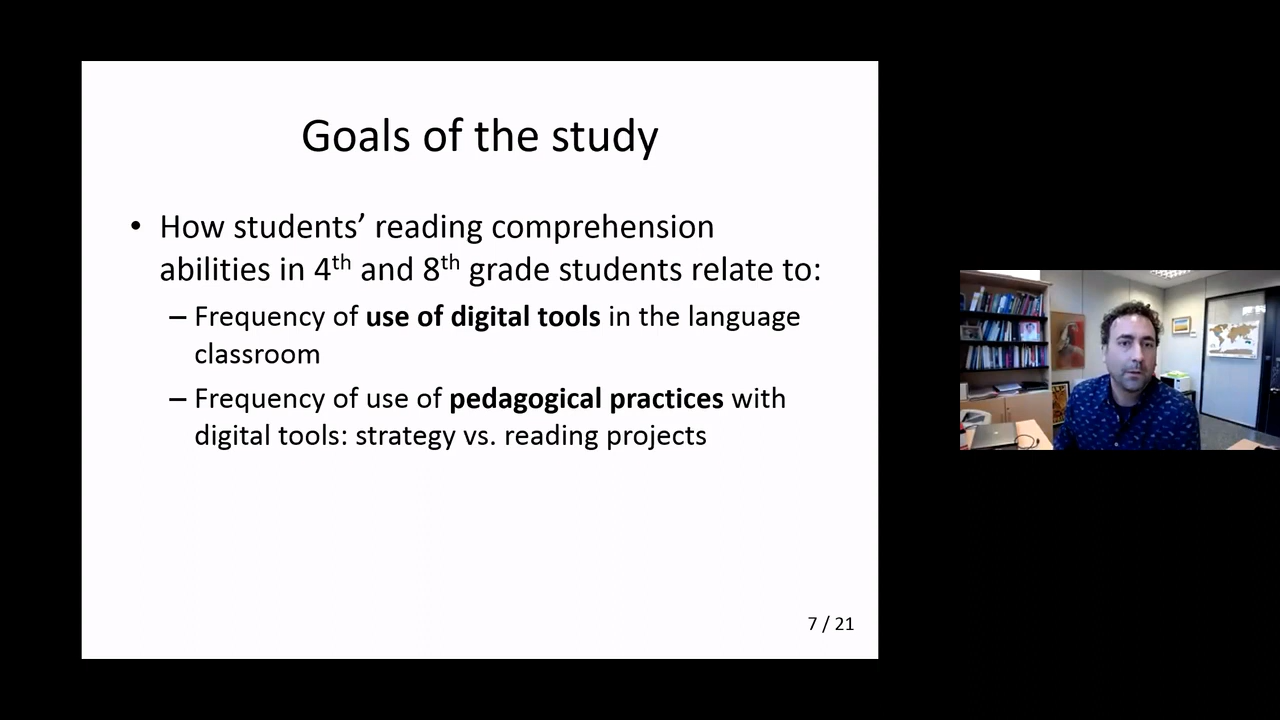 Goals of the study
• How students’ reading comprehension
abilities in 4th and 8th grade students relate to:
– Frequency of use of digital tools in the language
classroom
– Frequency of use of pedagogical practices with
digital tools: strategy vs. reading projects
7 / 21